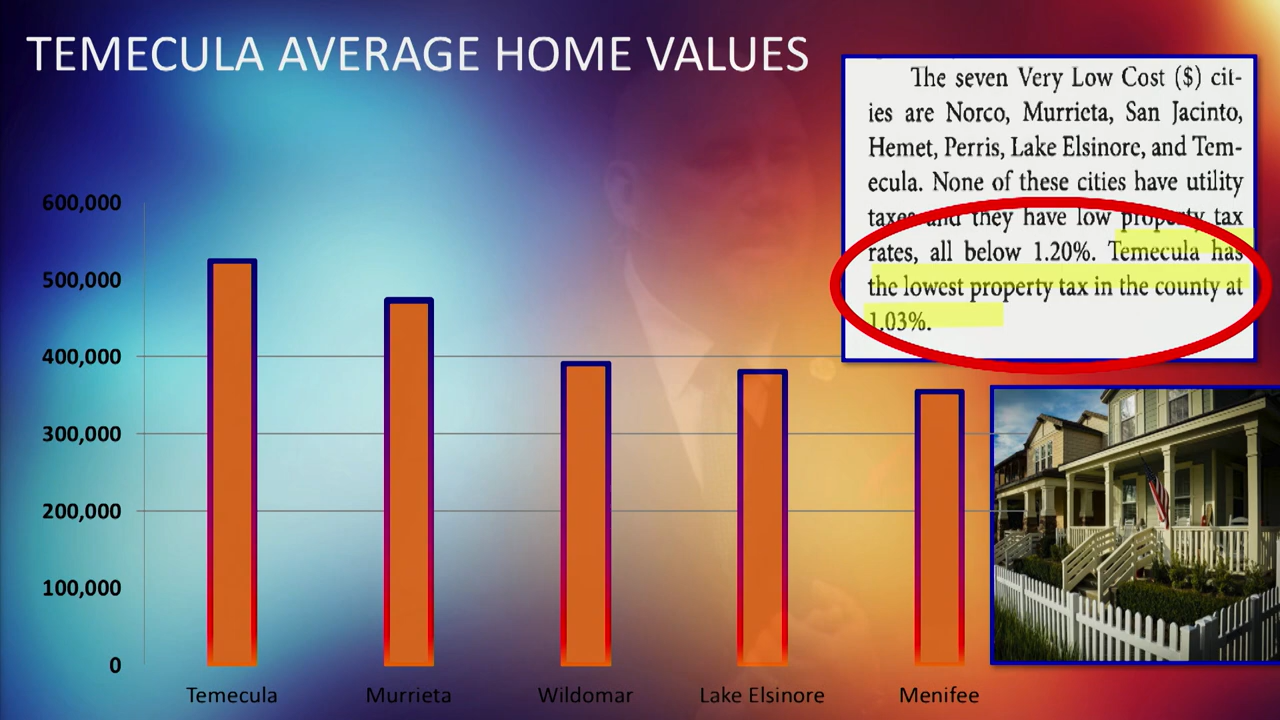 TEMECULA AVERAGE HOME VALUES
The seven Very Low Cost ($) cit-
ies are Norco, Murrieta, San Jacinto,
Hemet, Perris, Lake Elsinore, and Tem-
ecula. None of these cities have utility
taxes and they have low property tax
rates, all below 1.20%. Temecula has
the lowest property tax in the county at
1.03%.
600,000
500,000
400,000
300,000
200,000
100,000
0
Temecula
Murrieta
Wildomar
Lake Elsinore
Menifee